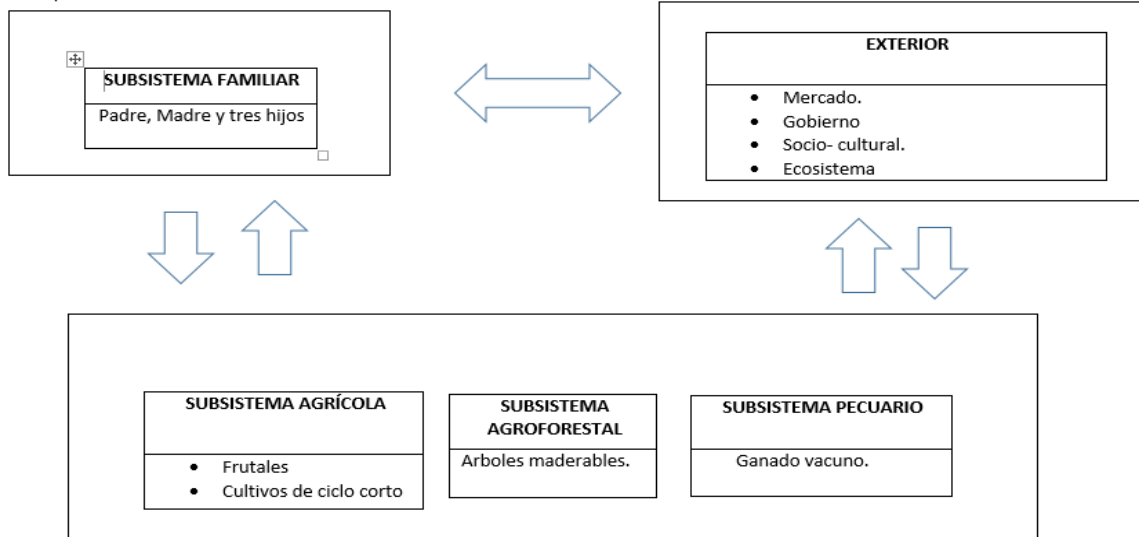 SUBSISTEMA FAMILIAR
Padre, Madre y tres hijos
EXTERIOR
• Mercado.
• Gobierno
• Socio- cultural.
• Ecosistema
SUBSISTEMA AGRÍCOLA
• Frutales
• Cultivos de ciclo corto
SUBSISTEMA
AGROFORESTAL
Arboles maderables.
SUBSISTEMA PECUARIO
Ganado vacuno.